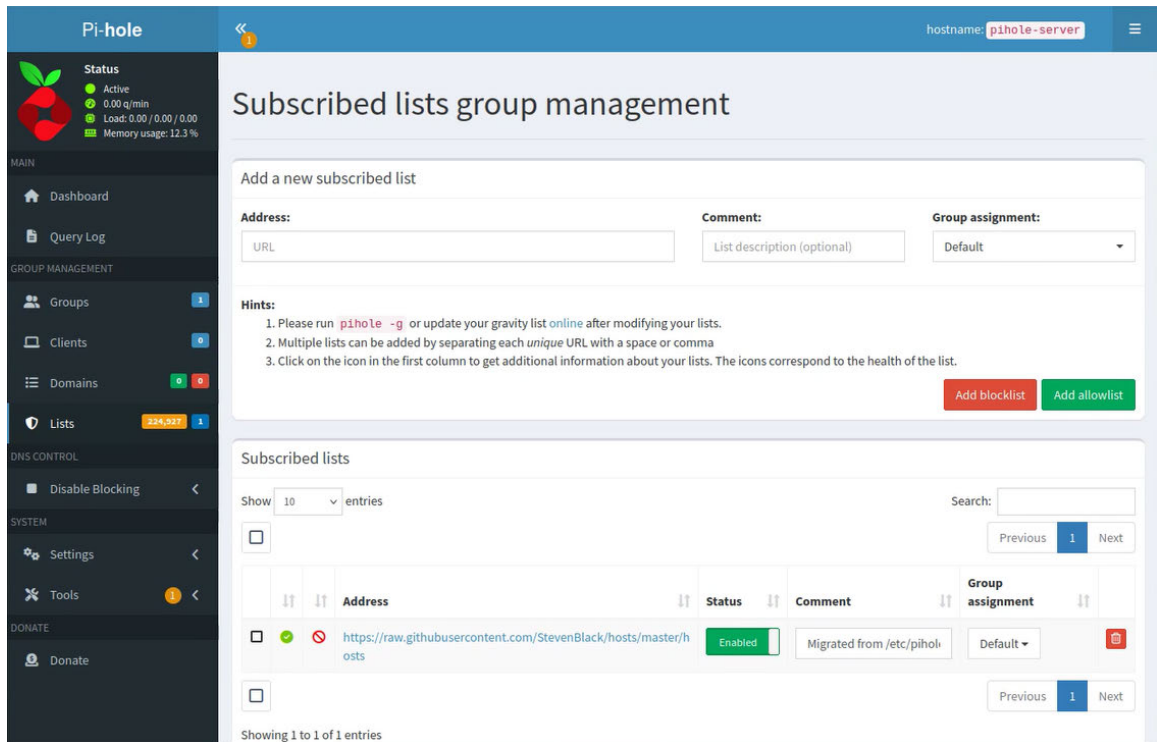 Pi-hole
1
hostname: pihole-server
Status
Active
0.00 q/min
Load: 0.00 / 0.00 / 0.00
Memory usage: 12.3 %
MAIN
Dashboard
Query Log
GROUP MANAGEMENT
Groups 1
Clients 0
Domains 0 0
Lists 224,927 1
DNS CONTROL
Disable Blocking
SYSTEM
Settings
Tools 1
DONATE
Donate
Subscribed lists group management
Add a new subscribed list
Address: Comment: Group assignment:
URL List description (optional) Default
Hints:
1. Please run pihole -g or update your gravity list online after modifying your lists.
2. Multiple lists can be added by separating each unique URL with a space or comma
3. Click on the icon in the first column to get additional information about your lists. The icons correspond to the health of the list.
Add blocklist Add allowlist
Subscribed lists
Show 10 entries Search:
Previous 1 Next
Address Status Comment Group
assignment
https://raw.githubusercontent.com/StevenBlack/hosts/master/h
osts
Enabled Migrated from /etc/pihole Default
Previous 1 Next
Showing 1 to 1 of 1 entries